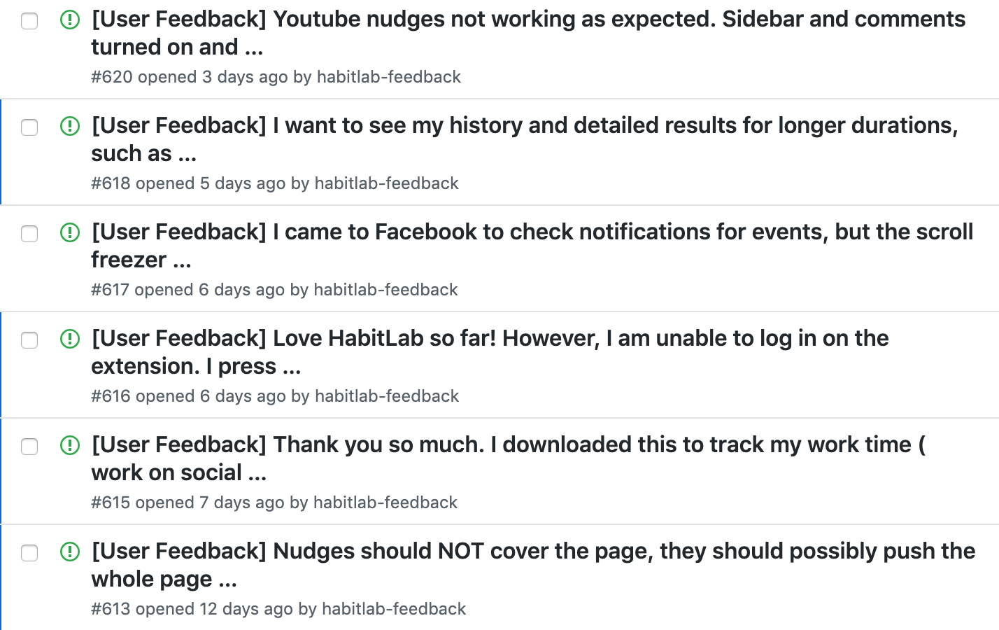 [User Feedback] Youtube nudges not working as expected. Sidebar and comments
turned on and ...
#620 opened 3 days ago by habitlab-feedback
[User Feedback] I want to see my history and detailed results for longer durations,
such as ...
#618 opened 5 days ago by habitlab-feedback
[User Feedback] I came to Facebook to check notifications for events, but the scroll
freezer ...
#617 opened 6 days ago by habitlab-feedback
[User Feedback] Love HabitLab so far! However, I am unable to log in on the
extension. I press ...
#616 opened 6 days ago by habitlab-feedback
[User Feedback] Thank you so much. I downloaded this to track my work time (
work on social ...
#615 opened 7 days ago by habitlab-feedback
[User Feedback] Nudges should NOT cover the page, they should possibly push the
whole page ...
#613 opened 12 days ago by habitlab-feedback